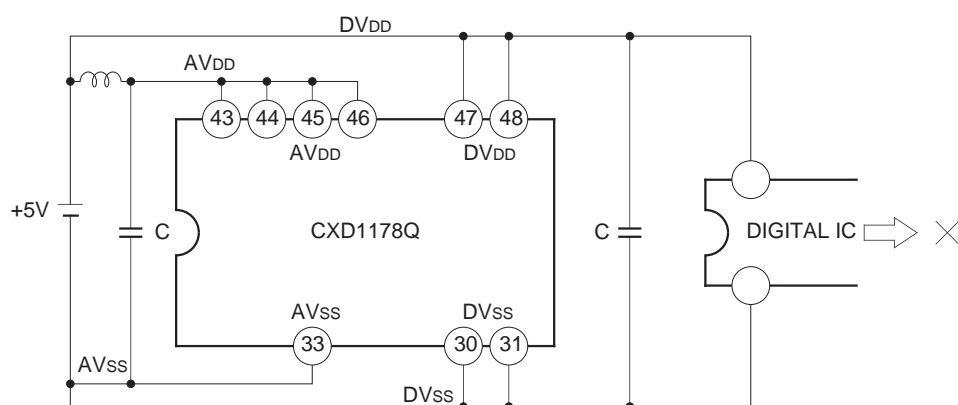 DVDD
AVDD
43 44 45 46 47 48
AVDD DVDD
+5V C CXD1178Q C DIGITAL IC
AVSS DVSS
33 30 31
AVSS
DVSS